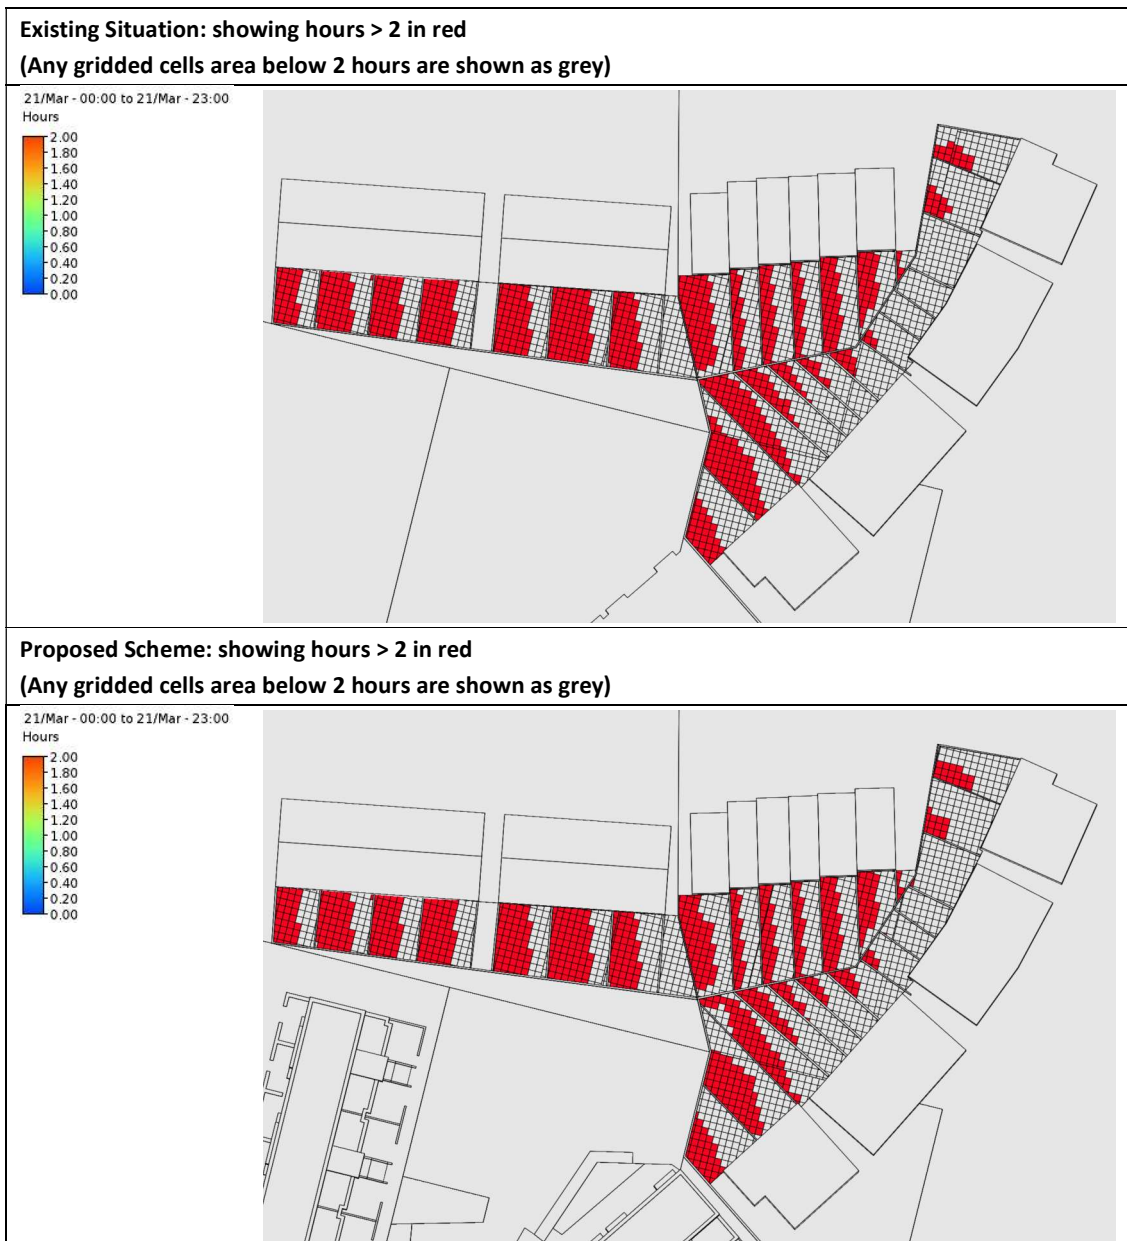 Existing Situation: showing hours > 2 in red
(Any gridded cells area below 2 hours are shown as grey)
21/Mar - 00:00 to 21/Mar - 23:00
Hours
2.00
1.80
1.60
1.40
1.20
1.00
0.80
0.60
0.40
0.20
0.00
Proposed Scheme: showing hours > 2 in red
(Any gridded cells area below 2 hours are shown as grey)
21/Mar - 00:00 to 21/Mar - 23:00
Hours
2.00
1.80
1.60
1.40
1.20
1.00
0.80
0.60
0.40
0.20
0.00